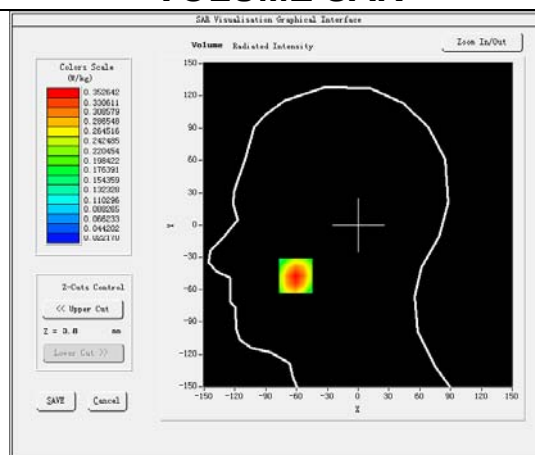 VOLUME SAR
SAR Visualisation Graphical Interface
Volume Radiated Intensity
Zoom In/Out
Colors Scale
(W/kg)
0.352642
0.330611
0.308579
0.286548
0.264516
0.242485
0.220454
0.198422
0.176391
0.154359
0.132328
0.110296
0.088265
0.066233
0.044202
0.022170
Z-Cuts Control
<< Upper Cut
Z = 3.8 mm
Lower Cut >>
SAVE Cancel
150
120
90
60
30
Y 0
-30
-60
-90
-120
-150
-150 -120 -90 -60 -30 0 30 60 90 120 150
X